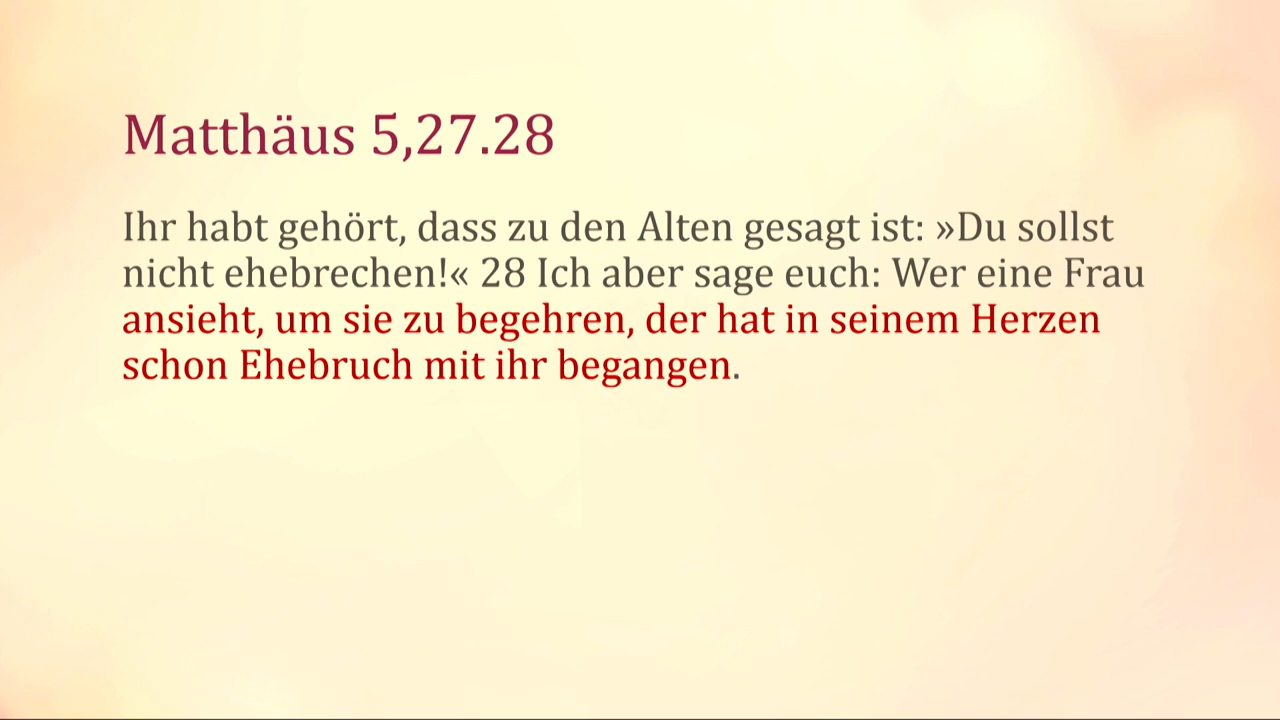 Matthäus 5,27.28
Ihr habt gehört, dass zu den Alten gesagt ist: »Du sollst
nicht ehebrechen!« 28 Ich aber sage euch: Wer eine Frau
ansieht, um sie zu begehren, der hat in seinem Herzen
schon Ehebruch mit ihr begangen.